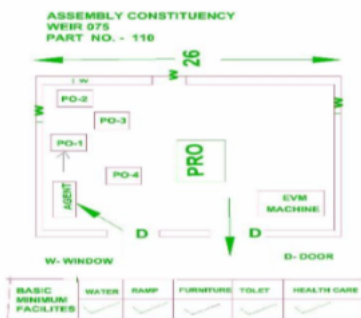 ASSEMBLY CONSTITUENCY
WEIR 075
PART NO. - 110
26
W
W
W
W
PO-2
PO-3
PO-1
PO-4
PRO
AGENT
EVM
MACHINE
D
D
W- WINDOW
D- DOOR
BASIC
MINIMUM
FACILITES
WATER
RAMP
FURNITURE
TOLET
HEALTH CARE